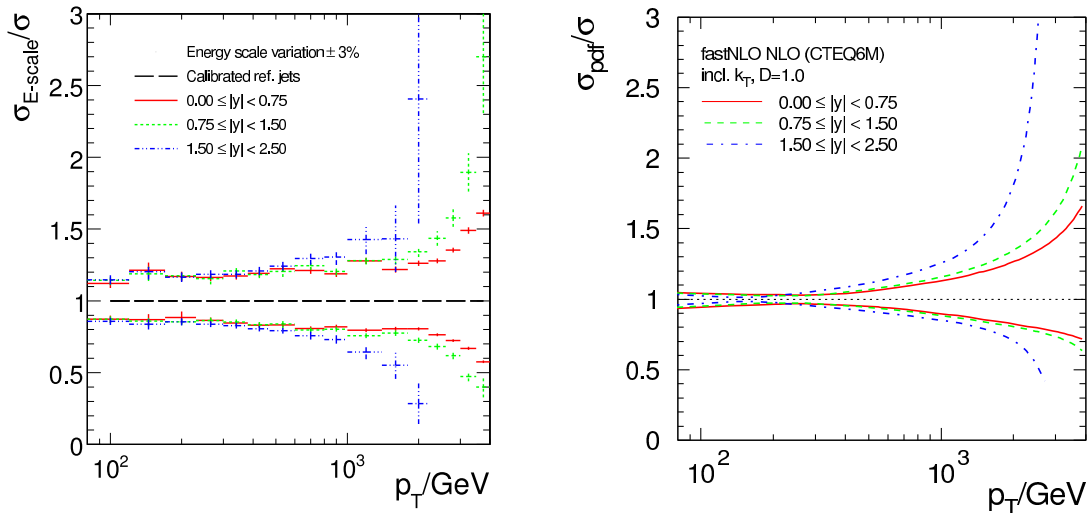 σE-scale/σ
3
2.5
2
1.5
1
0.5
0
Energy scale variation ± 3%
Calibrated ref. jets
0.00 ≤ |y| < 0.75
0.75 ≤ |y| < 1.50
1.50 ≤ |y| < 2.50
10²
10³
pT/GeV
σpdf/σ
3
2.5
2
1.5
1
0.5
0
fastNLO NLO (CTEQ6M)
incl. kT, D=1.0
0.00 ≤ |y| < 0.75
0.75 ≤ |y| < 1.50
1.50 ≤ |y| < 2.50
10²
10³
pT/GeV